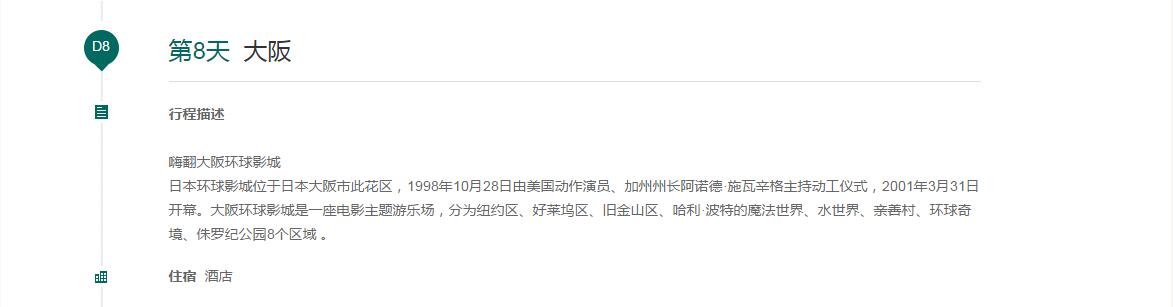 D8
第8天 大阪
行程描述
嗨翻大阪环球影城
日本环球影城位于日本大阪市此花区，1998年10月28日由美国动作演员、加州州长阿诺德·施瓦辛格主持动工仪式，2001年3月31日
开幕。大阪环球影城是一座电影主题游乐场，分为纽约区、好莱坞区、旧金山区、哈利·波特的魔法世界、水世界、亲善村、环球奇
境、侏罗纪公园8个区域 。
住宿 酒店